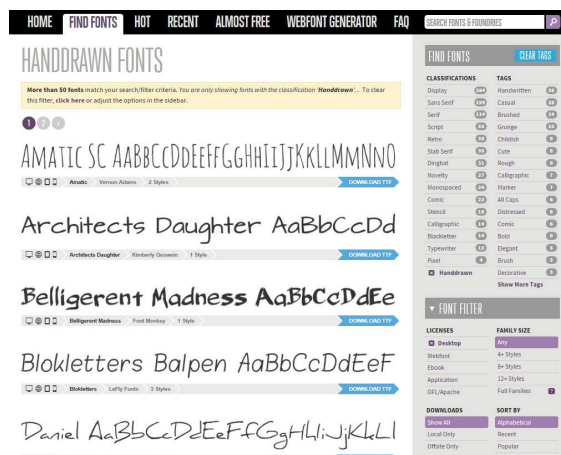 HOME FIND FONTS HOT RECENT ALMOST FREE WEBFONT GENERATOR FAQ SEARCH FONTS & FOUNDRIES
HANDDRAWN FONTS
More than 50 fonts match your search/filter criteria. You are only showing fonts with the classification 'Handdrawn'... To clear
this filter, click here or adjust the options in the sidebar.
1 2 ›
AMATIC SC AABBCCDDEEFFGGHHIIJJKKLLMMNNO
Amatic Vernon Adams 2 Styles DOWNLOAD TTF
Architects Daughter AaBbCcDd
Architects Daughter Kimberly Geswein 1 Style DOWNLOAD TTF
Belligerent Madness AaBbCcDdEe
Belligerent Madness Font Monkey 1 Style DOWNLOAD TTF
Blokletters Balpen AaBbCcDdEeF
Blokletters LeFly Fonts 3 Styles DOWNLOAD TTF
Daniel AaBbCcDdEeFfGgHhIiJjKkLl
FIND FONTS CLEAR TAGS
CLASSIFICATIONS
Display
Sans Serif
Serif
Script
Retro
Slab Serif
Dingbat
Novelty
Monospaced
Comic
Stencil
Calligraphic
Blackletter
Typewriter
Pixel
Handdrawn
TAGS
Handwritten
Casual
Brushed
Grunge
Childish
Cute
Rough
Calligraphic
Marker
All Caps
Distressed
Comic
Bold
Elegant
Brush
Decorative
Show More Tags
FONT FILTER
LICENSES
Desktop
Webfont
Ebook
Application
OFL/Apache
FAMILY SIZE
Any
4+ Styles
8+ Styles
12+ Styles
Full Families ?
DOWNLOADS
Show All
Local Only
Offsite Only
SORT BY
Alphabetical
Recent
Popular